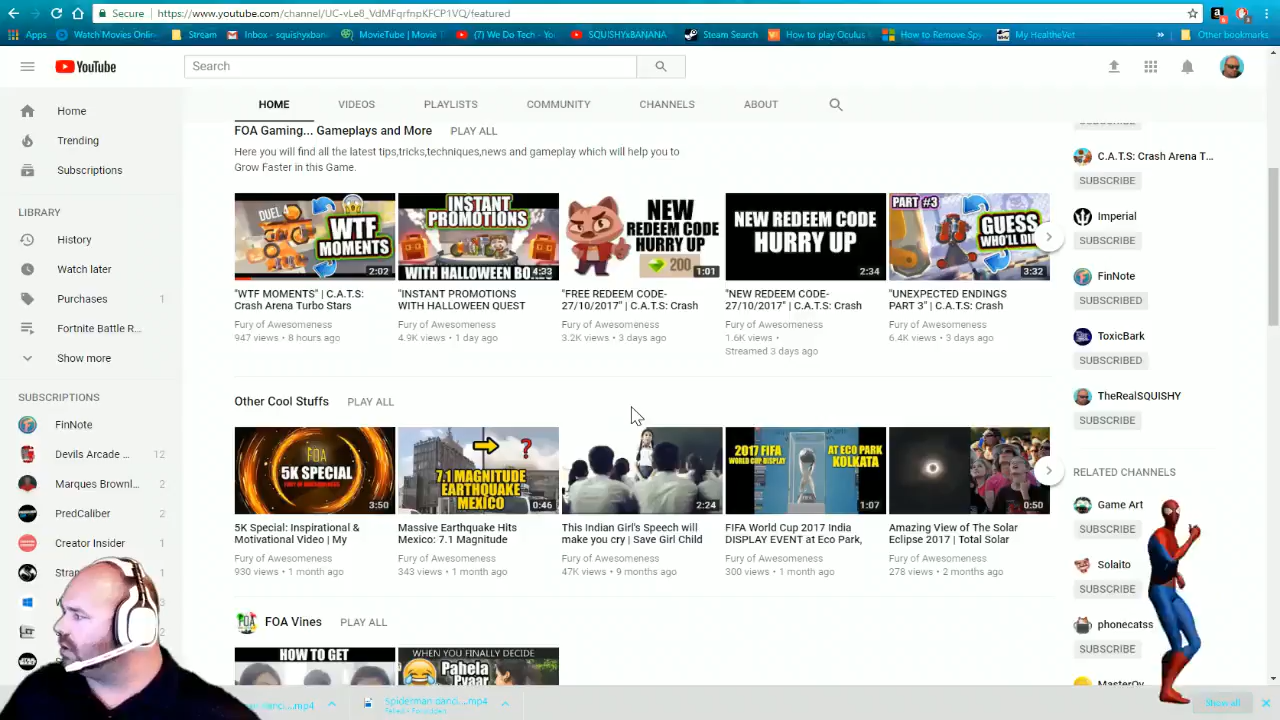 Secure https://www.youtube.com/channel/UC-vLe8_VdMFqrfnpKFCP1VQ/featured
Apps Watch Movies Onlin Stream Inbox - squishyxban MovieTube | Movie T (7) We Do Tech - You SQUISHYxBANANA Steam Search How to play Oculus How to Remove Spy My HealtheVet » Other bookmarks
YouTube
Search
HOME VIDEOS PLAYLISTS COMMUNITY CHANNELS ABOUT
Home
Trending
Subscriptions
LIBRARY
History
Watch later
Purchases 1
Fortnite Battle R...
Show more
SUBSCRIPTIONS
FinNote
Devils Arcade ... 12
Marques Brownl... 2
PredCaliber 2
Creator Insider 1
Strap 1
FOA Gaming... Gameplays and More PLAY ALL
Here you will find all the latest tips,tricks,techniques,news and gameplay which will help you to
Grow Faster in this Game.
DUEL 4
WTF
MOMENTS
2:02
INSTANT
PROMOTIONS
WITH HALLOWEEN BO
4:33
NEW
REDEEM CODE
HURRY UP
200
1:01
NEW REDEEM CODE
HURRY UP
2:34
PART #3
GUESS
WHO'LL DIE
3:32
"WTF MOMENTS" | C.A.T.S:
Crash Arena Turbo Stars
Fury of Awesomeness
947 views • 8 hours ago
"INSTANT PROMOTIONS
WITH HALLOWEEN QUEST
Fury of Awesomeness
4.9K views • 1 day ago
"FREE REDEEM CODE-
27/10/2017" | C.A.T.S: Crash
Fury of Awesomeness
3.2K views • 3 days ago
"NEW REDEEM CODE-
27/10/2017" | C.A.T.S: Crash
Fury of Awesomeness
1.6K views •
Streamed 3 days ago
"UNEXPECTED ENDINGS
PART 3" | C.A.T.S: Crash
Fury of Awesomeness
6.4K views • 3 days ago
Other Cool Stuffs PLAY ALL
FOA
5K SPECIAL
3:50
7.1 MAGNITUDE
EARTHQUAKE
MEXICO
?
0:46
2:24
2017 FIFA
WORLD CUP DISPLAY
AT ECO PARK,
KOLKATA
1:07
0:50
5K Special: Inspirational &
Motivational Video | My
Fury of Awesomeness
930 views • 1 month ago
Massive Earthquake Hits
Mexico: 7.1 Magnitude
Fury of Awesomeness
343 views • 1 month ago
This Indian Girl's Speech will
make you cry | Save Girl Child
Fury of Awesomeness
47K views • 9 months ago
FIFA World Cup 2017 India
DISPLAY EVENT at Eco Park,
Fury of Awesomeness
300 views • 1 month ago
Amazing View of The Solar
Eclipse 2017 | Total Solar
Fury of Awesomeness
278 views • 2 months ago
FOA Vines PLAY ALL
HOW TO GET
WHEN YOU FINALLY DECIDE
Pahela
Pyaar
SUBSCRIBE
C.A.T.S: Crash Arena T...
SUBSCRIBE
Imperial
SUBSCRIBE
FinNote
SUBSCRIBED
ToxicBark
SUBSCRIBED
TheRealSQUISHY
SUBSCRIBE
RELATED CHANNELS
Game Art
SUBSCRIBE
Solaito
SUBSCRIBE
phonecatss
SUBSCRIBE
MasterOv
.mp4
Spiderman danc....mp4
Failed - Forbidden
Show all